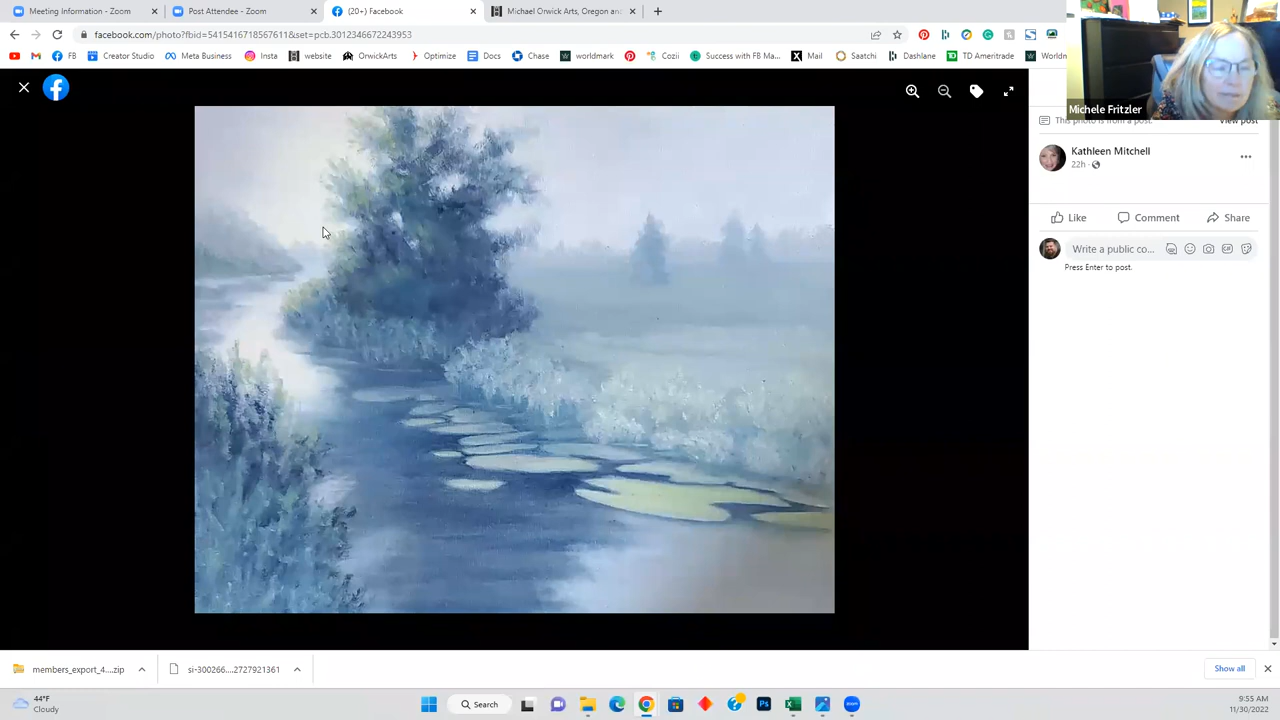 Meeting Information - Zoom
Post Attendee - Zoom
(20+) Facebook
Michael Orwick Arts, Oregon an
facebook.com/photo?fbid=5415416718567611&set=pcb.3012346672243953
FB
Creator Studio
Meta Business
Insta
website
OrwickArts
Optimize
Docs
Chase
worldmark
Cozii
Success with FB Ma...
Mail
Saatchi
Dashlane
TD Ameritrade
Michele Fritzler
This photo is from a post.
View post
Kathleen Mitchell
22h
Like
Comment
Share
Write a public co...
Press Enter to post.
members_export_4....zip
si-300266....2727921361
Show all
44°F
Cloudy
Search
9:55 AM
11/30/2022